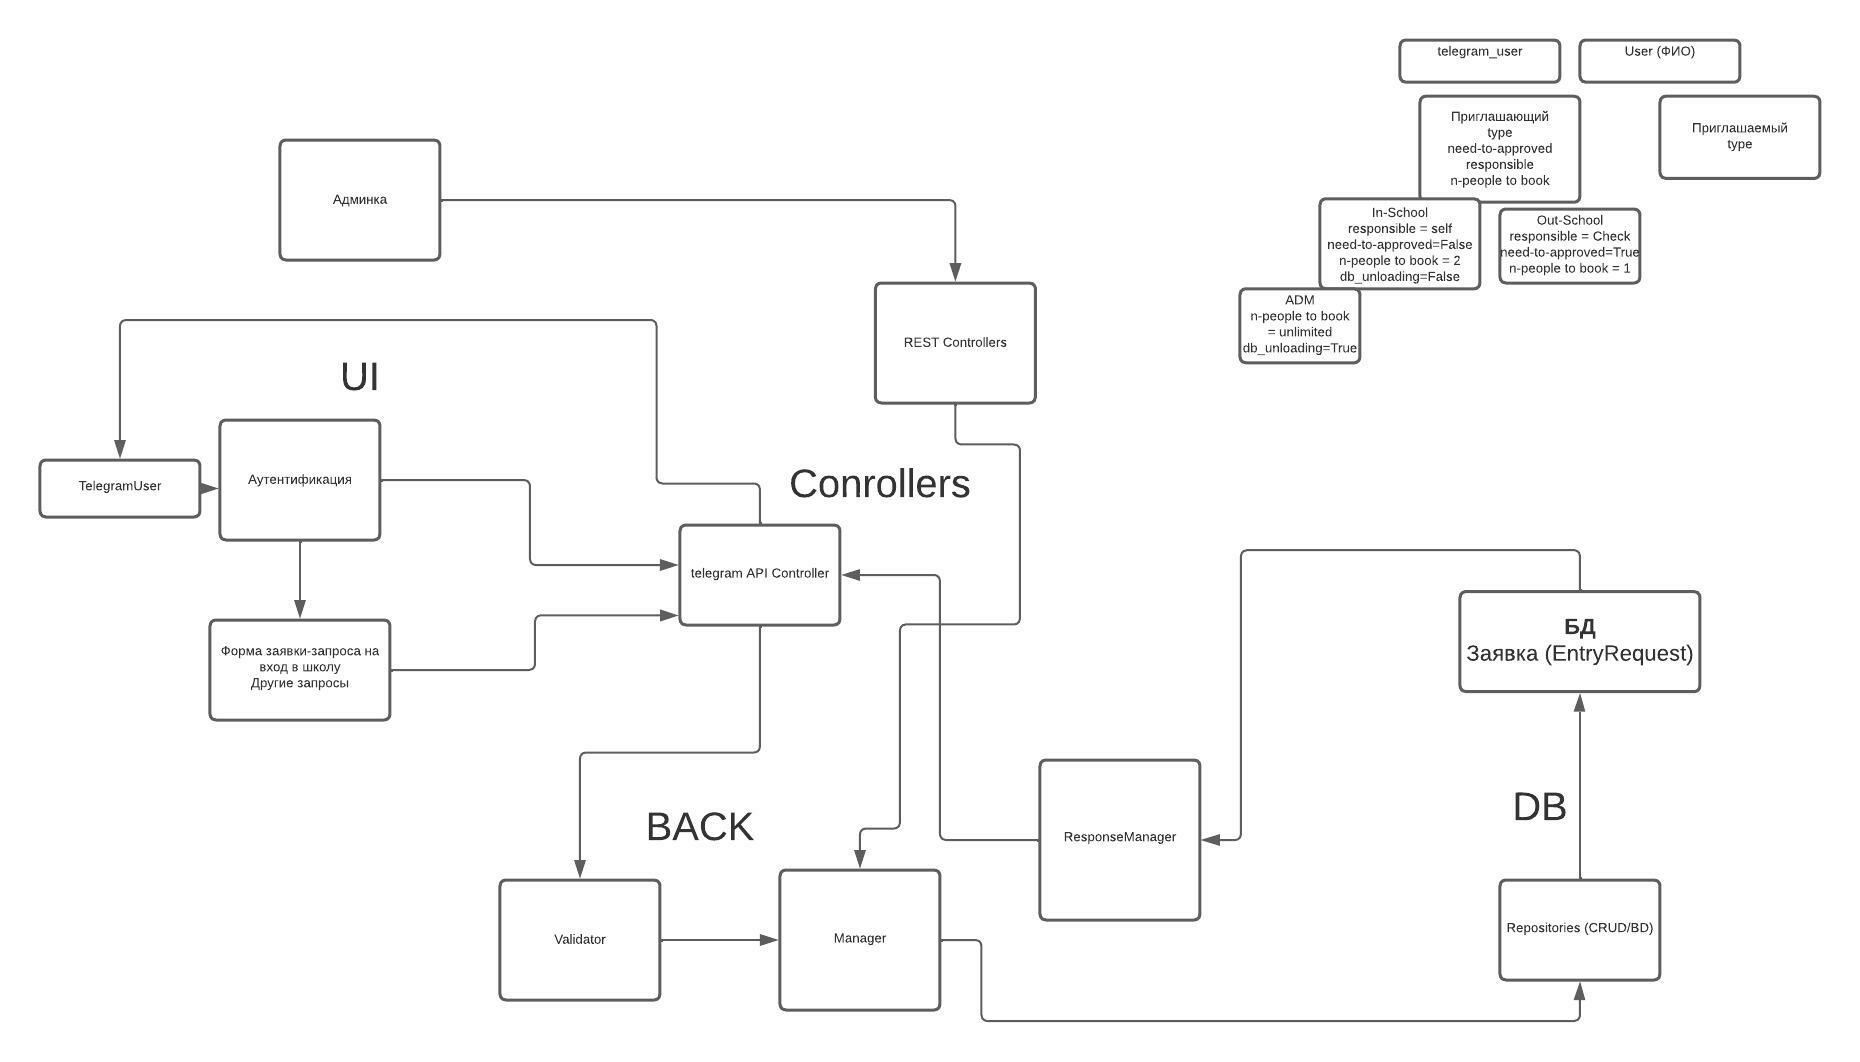 telegram_user
User (ФИО)
Приглашающий
type
need-to-approved
responsible
n-people to book
Приглашаемый
type
In-School
responsible = self
need-to-approved=False
n-people to book = 2
db_unloading=False
Out-School
responsible = Check
need-to-approved=True
n-people to book = 1
ADM
n-people to book
= unlimited
db_unloading=True
Админка
REST Controllers
UI
TelegramUser
Аутентификация
Conrollers
telegram API Controller
Форма заявки-запроса на
вход в школу
Другие запросы
БД
Заявка (EntryRequest)
BACK
ResponseManager
DB
Validator
Manager
Repositories (CRUD/BD)